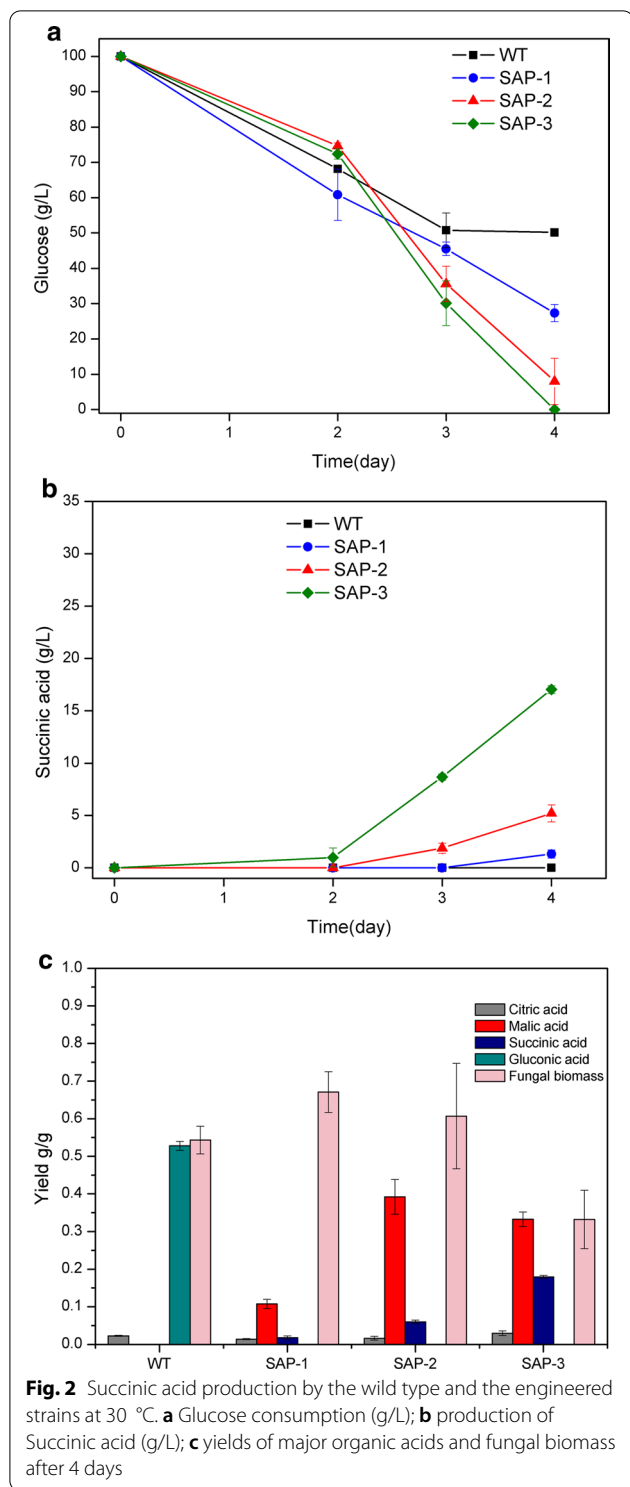 a
WT
SAP-1
SAP-2
SAP-3
100
90
80
70
60
50
40
30
20
10
0
Glucose (g/L)
0
1
2
3
4
Time(day)
b
WT
SAP-1
SAP-2
SAP-3
35
30
25
20
15
10
5
0
Succinic acid (g/L)
0
1
2
3
4
Time(day)
c
1.0
0.9
0.8
0.7
0.6
0.5
0.4
0.3
0.2
0.1
0.0
Yield g/g
Citric acid
Malic acid
Succinic acid
Gluconic acid
Fungal biomass
WT
SAP-1
SAP-2
SAP-3
Fig. 2 Succinic acid production by the wild type and the engineered
strains at 30 °C. a Glucose consumption (g/L); b production of
Succinic acid (g/L); c yields of major organic acids and fungal biomass
after 4 days